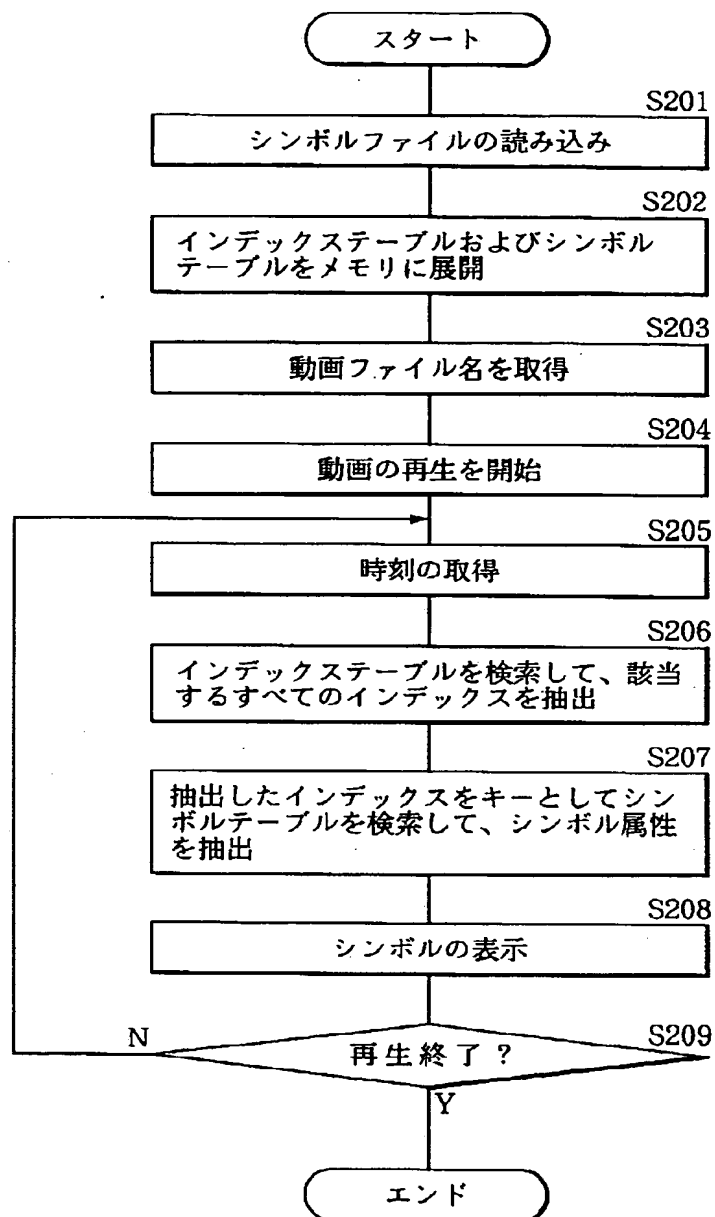 スタート
S201
シンボルファイルの読み込み
S202
インデックステーブルおよびシンボル
テーブルをメモリに展開
S203
動画ファイル名を取得
S204
動画の再生を開始
S205
時刻の取得
S206
インデックステーブルを検索して、該当
するすべてのインデックスを抽出
S207
抽出したインデックスをキーとしてシン
ボルテーブルを検索して、シンボル属性
を抽出
S208
シンボルの表示
S209
N
再生終了？
Y
エンド